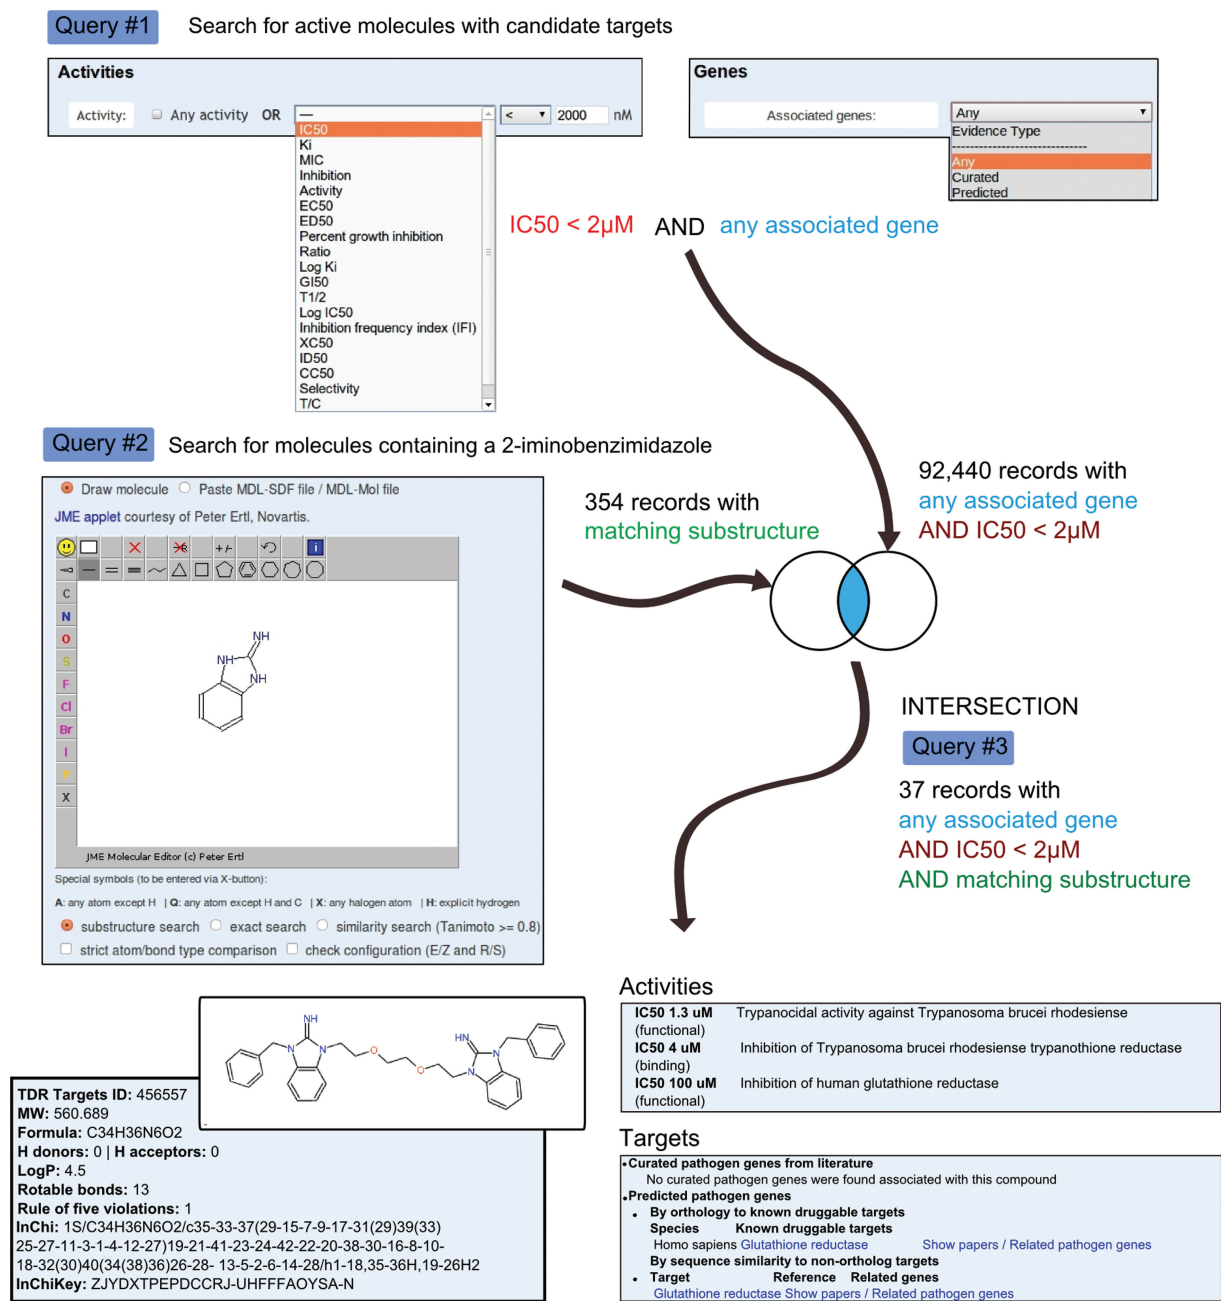 Query #1 Search for active molecules with candidate targets
Activities
Activity: Any activity OR — < 2000 nM
IC50
Ki
MIC
Inhibition
Activity
EC50
ED50
Percent growth inhibition
Ratio
Log Ki
GI50
T1/2
Log IC50
Inhibition frequency index (IFI)
XC50
ID50
CC50
Selectivity
T/C
Genes
Associated genes: Any
Evidence Type
------------------------------
Any
Curated
Predicted
IC50 < 2µM AND any associated gene
Query #2 Search for molecules containing a 2-iminobenzimidazole
Draw molecule Paste MDL-SDF file / MDL-Mol file
JME applet courtesy of Peter Ertl, Novartis.
+/-
i
C
N
O
S
F
Cl
Br
I
P
X
NH
NH
NH
JME Molecular Editor (c) Peter Ertl
Special symbols (to be entered via X-button):
A: any atom except H | Q: any atom except H and C | X: any halogen atom | H: explicit hydrogen
substructure search exact search similarity search (Tanimoto >= 0.8)
strict atom/bond type comparison check configuration (E/Z and R/S)
354 records with
matching substructure
92,440 records with
any associated gene
AND IC50 < 2µM
INTERSECTION
Query #3
37 records with
any associated gene
AND IC50 < 2µM
AND matching substructure
NH
N N
O
O
HN
N
N
TDR Targets ID: 456557
MW: 560.689
Formula: C34H36N6O2
H donors: 0 | H acceptors: 0
LogP: 4.5
Rotable bonds: 13
Rule of five violations: 1
InChi: 1S/C34H36N6O2/c35-33-37(29-15-7-9-17-31(29)39(33)
25-27-11-3-1-4-12-27)19-21-41-23-24-42-22-20-38-30-16-8-10-
18-32(30)40(34(38)36)26-28- 13-5-2-6-14-28/h1-18,35-36H,19-26H2
InChiKey: ZJYDXTPEPDCCRJ-UHFFFAOYSA-N
Activities
IC50 1.3 uM Trypanocidal activity against Trypanosoma brucei rhodesiense
(functional)
IC50 4 uM Inhibition of Trypanosoma brucei rhodesiense trypanothione reductase
(binding)
IC50 100 uM Inhibition of human glutathione reductase
(functional)
Targets
•Curated pathogen genes from literature
No curated pathogen genes were found associated with this compound
•Predicted pathogen genes
• By orthology to known druggable targets
Species Known druggable targets
Homo sapiens Glutathione reductase Show papers / Related pathogen genes
By sequence similarity to non-ortholog targets
• Target Reference Related genes
Glutathione reductase Show papers / Related pathogen genes